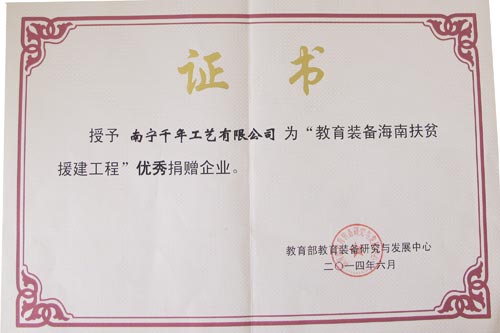 证 书
授予 南宁千年工艺有限公司 为“教育装备海南扶贫
援建工程”优秀捐赠企业。
教育部教育装备研究与发展中心
二〇一四年六月